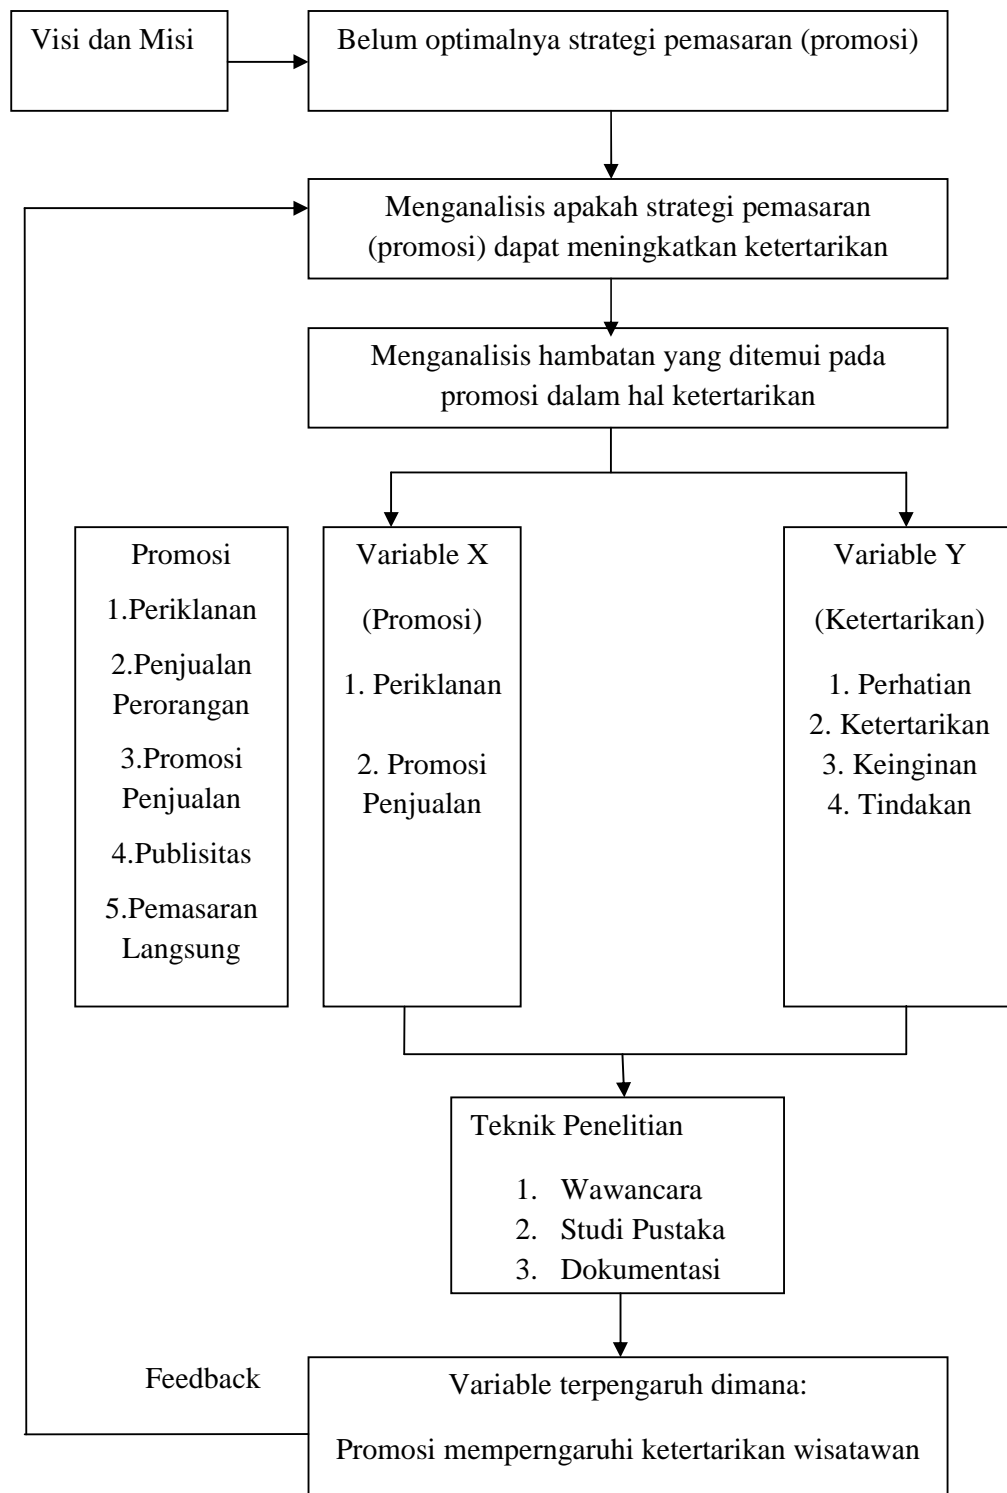 Visi dan Misi
Belum optimalnya strategi pemasaran (promosi)
Menganalisis apakah strategi pemasaran
(promosi) dapat meningkatkan ketertarikan
Menganalisis hambatan yang ditemui pada
promosi dalam hal ketertarikan
Promosi
1.Periklanan
2.Penjualan
Perorangan
3.Promosi
Penjualan
4.Publisitas
5.Pemasaran
Langsung
Variable X
(Promosi)
1. Periklanan
2. Promosi
Penjualan
Variable Y
(Ketertarikan)
1. Perhatian
2. Ketertarikan
3. Keinginan
4. Tindakan
Teknik Penelitian
1. Wawancara
2. Studi Pustaka
3. Dokumentasi
Feedback
Variable terpengaruh dimana:
Promosi memperngaruhi ketertarikan wisatawan